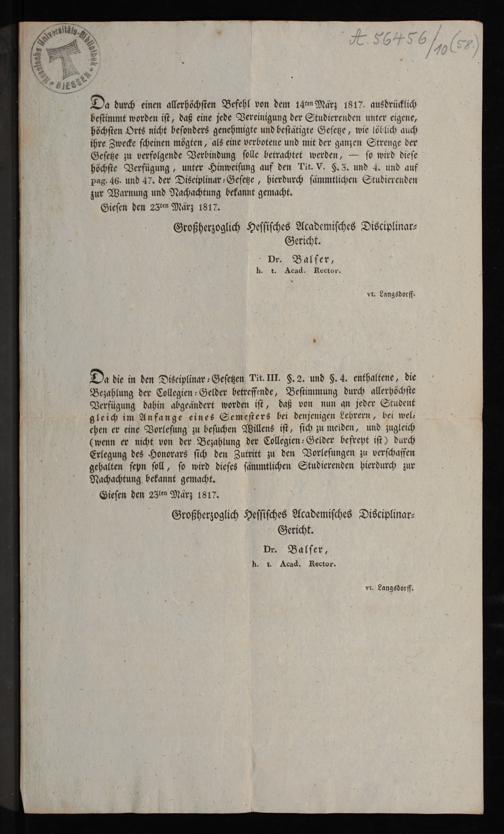 A. 56456/10 (58.)
Hessische Universitäts-Bibliothek
GIESSEN
Da durch einen allerhöchsten Befehl von dem 14ten März 1817. ausdrücklich
bestimmt worden ist, daß eine jede Vereinigung der Studierenden unter eigene,
höchsten Orts nicht besonders genehmigte und bestätigte Gesetze, wie löblich auch
ihre Zwecke scheinen mögten, als eine verbotene und mit der ganzen Strenge der
Gesetze zu verfolgende Verbindung solle betrachtet werden, — so wird diese
höchste Verfügung, unter Hinweisung auf den Tit. V. §. 3. und 4. und auf
pag. 46. und 47. der Disciplinar-Gesetze, hierdurch sämmtlichen Studierenden
zur Warnung und Nachachtung bekannt gemacht.
Giesen den 23ten März 1817.
Großherzoglich Hessisches Academisches Disciplinar-
Gericht.
Dr. Balser,
h. t. Acad. Rector.
vt. Langsdorff.
Da die in den Disciplinar-Gesetzen Tit. III. §. 2. und §. 4. enthaltene, die
Bezahlung der Collegien-Gelder betreffende, Bestimmung durch allerhöchste
Verfügung dahin abgeändert worden ist, daß von nun an jeder Student
gleich im Anfange eines Semesters bei denjenigen Lehrern, bei wel-
chen er eine Vorlesung zu besuchen Willens ist, sich zu melden, und zugleich
(wenn er nicht von der Bezahlung der Collegien-Gelder befreyt ist) durch
Erlegung des Honorars sich den Zutritt zu den Vorlesungen zu verschaffen
gehalten seyn soll, so wird dieses sämmtlichen Studierenden hierdurch zur
Nachachtung bekannt gemacht.
Giesen den 23ten März 1817.
Großherzoglich Hessisches Academisches Disciplinar-
Gericht.
Dr. Balser,
h. t. Acad. Rector.
vt. Langsdorff.